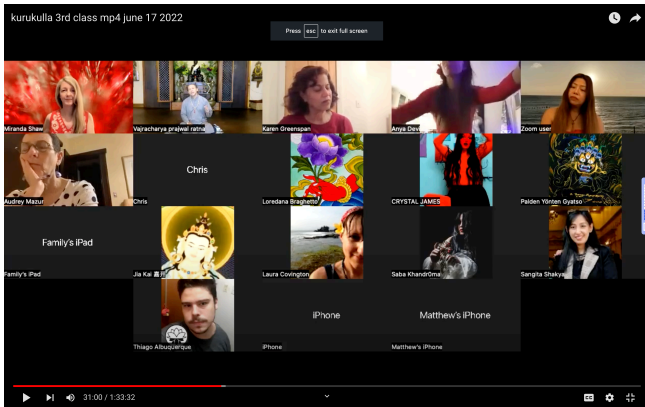 kurukulla 3rd class mp4 june 17 2022
Press esc to exit full screen
Miranda Shaw
Vajracharya prajwal ratna
Karen Greenspan
Anya Devi
Zoom user
Audrey Mazur
Chris
Chris
Loredana Braghetto
CRYSTAL JAMES
Palden Yönten Gyatso
Family's iPad
Family's iPad
Jia Kai
Laura Covington
Saba Khandr0ma
Sangita Shakya
Thiago Albuquerque
iPhone
iPhone
Matthew's iPhone
Matthew's iPhone
31:00 / 1:33:32
CC